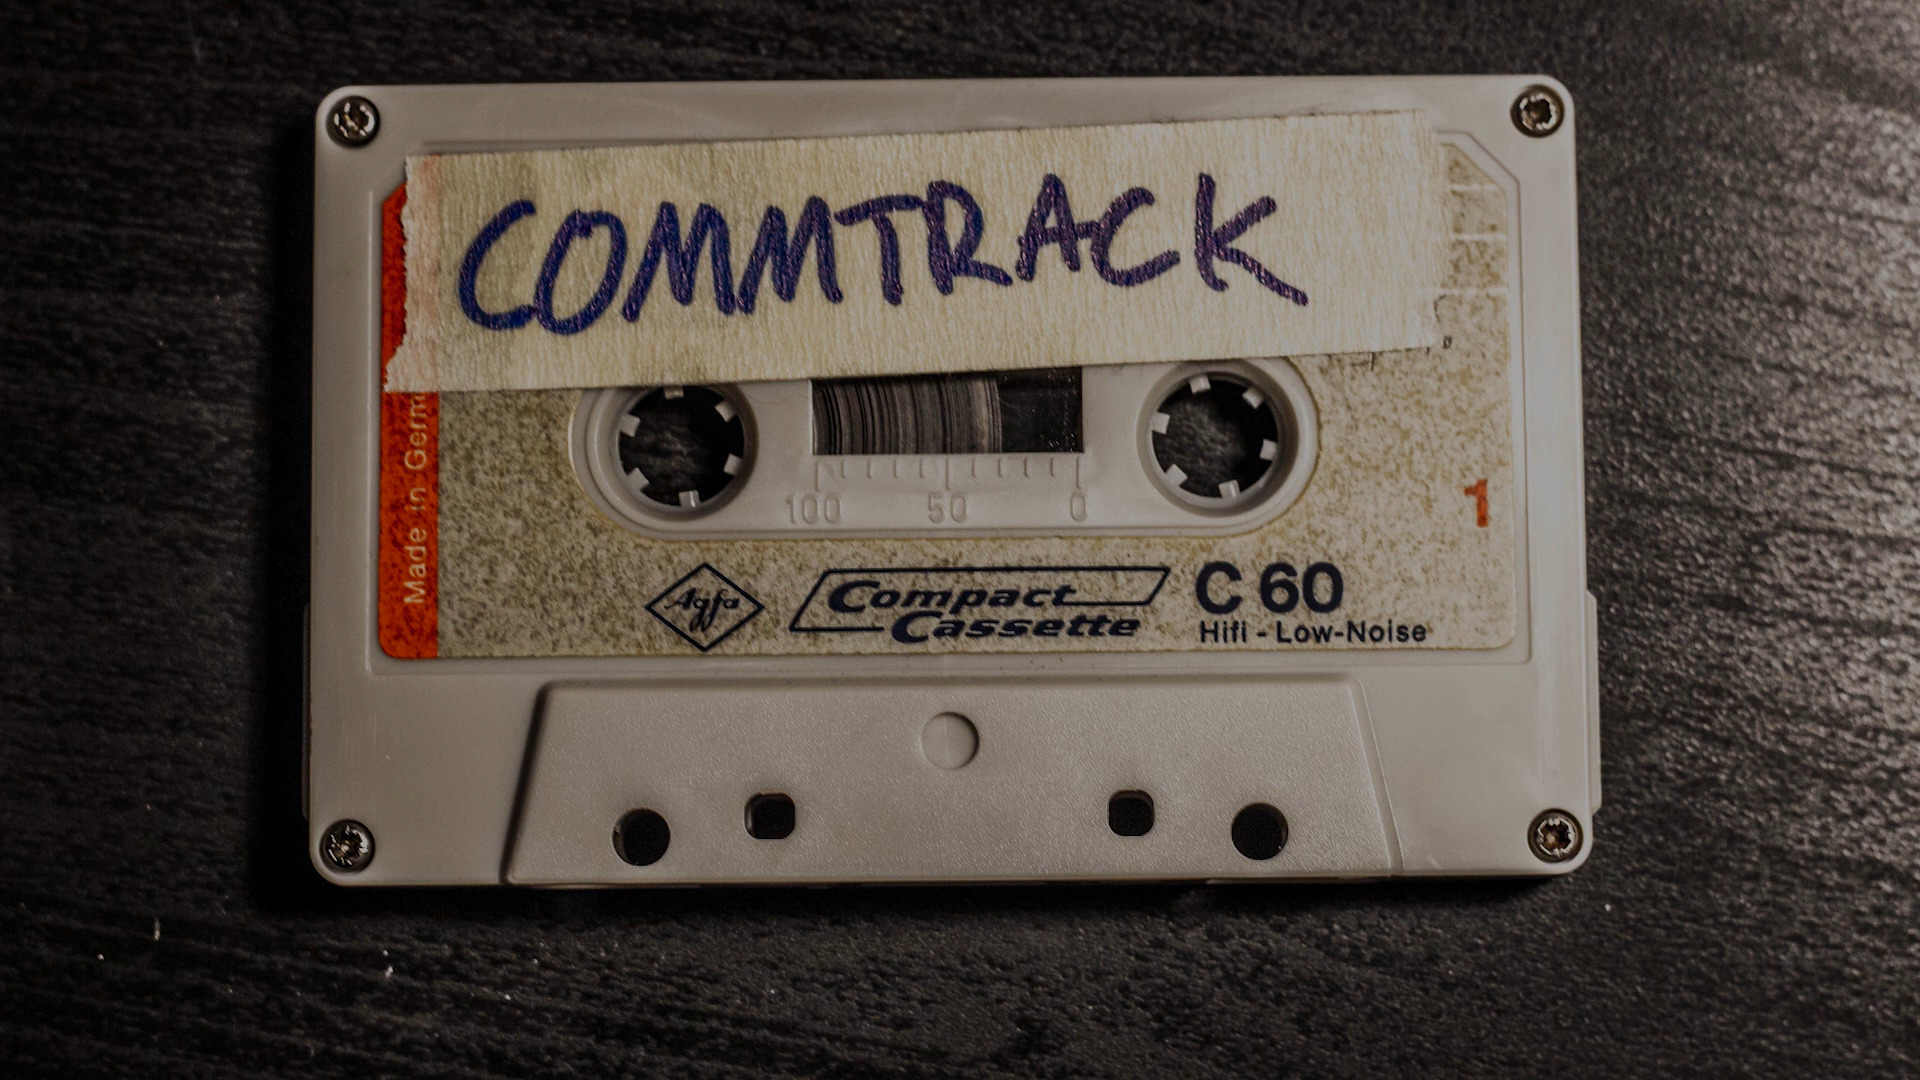 COMMTRACK
Made in Germ
100 50 0
1
Agfa
Compact
Cassette
C 60
Hifi - Low-Noise